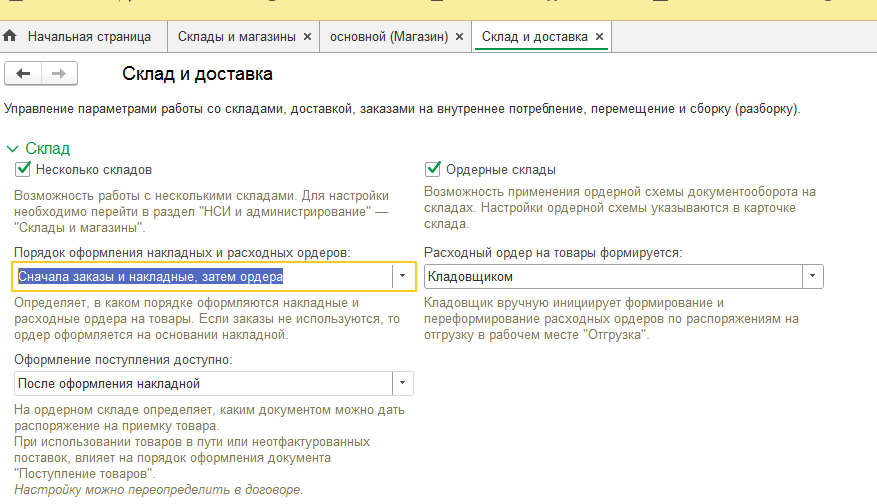 Начальная страница
Склады и магазины ×
основной (Магазин) ×
Склад и доставка ×
Склад и доставка
Управление параметрами работы со складами, доставкой, заказами на внутреннее потребление, перемещение и сборку (разборку).
Склад
Несколько складов
Возможность работы с несколькими складами. Для настройки
необходимо перейти в раздел "НСИ и администрирование" —
"Склады и магазины".
Порядок оформления накладных и расходных ордеров:
Сначала заказы и накладные, затем ордера
Определяет, в каком порядке оформляются накладные и
расходные ордера на товары. Если заказы не используются, то
ордер оформляется на основании накладной.
Оформление поступления доступно:
После оформления накладной
На ордерном складе определяет, каким документом можно дать
распоряжение на приемку товара.
При использовании товаров в пути или неотфактурованных
поставок, влияет на порядок оформления документа
"Поступление товаров".
Настройку можно переопределить в договоре.
Ордерные склады
Возможность применения ордерной схемы документооборота на
складах. Настройки ордерной схемы указываются в карточке
склада.
Расходный ордер на товары формируется:
Кладовщиком
Кладовщик вручную инициирует формирование и
переформирование расходных ордеров по распоряжениям на
отгрузку в рабочем месте "Отгрузка".